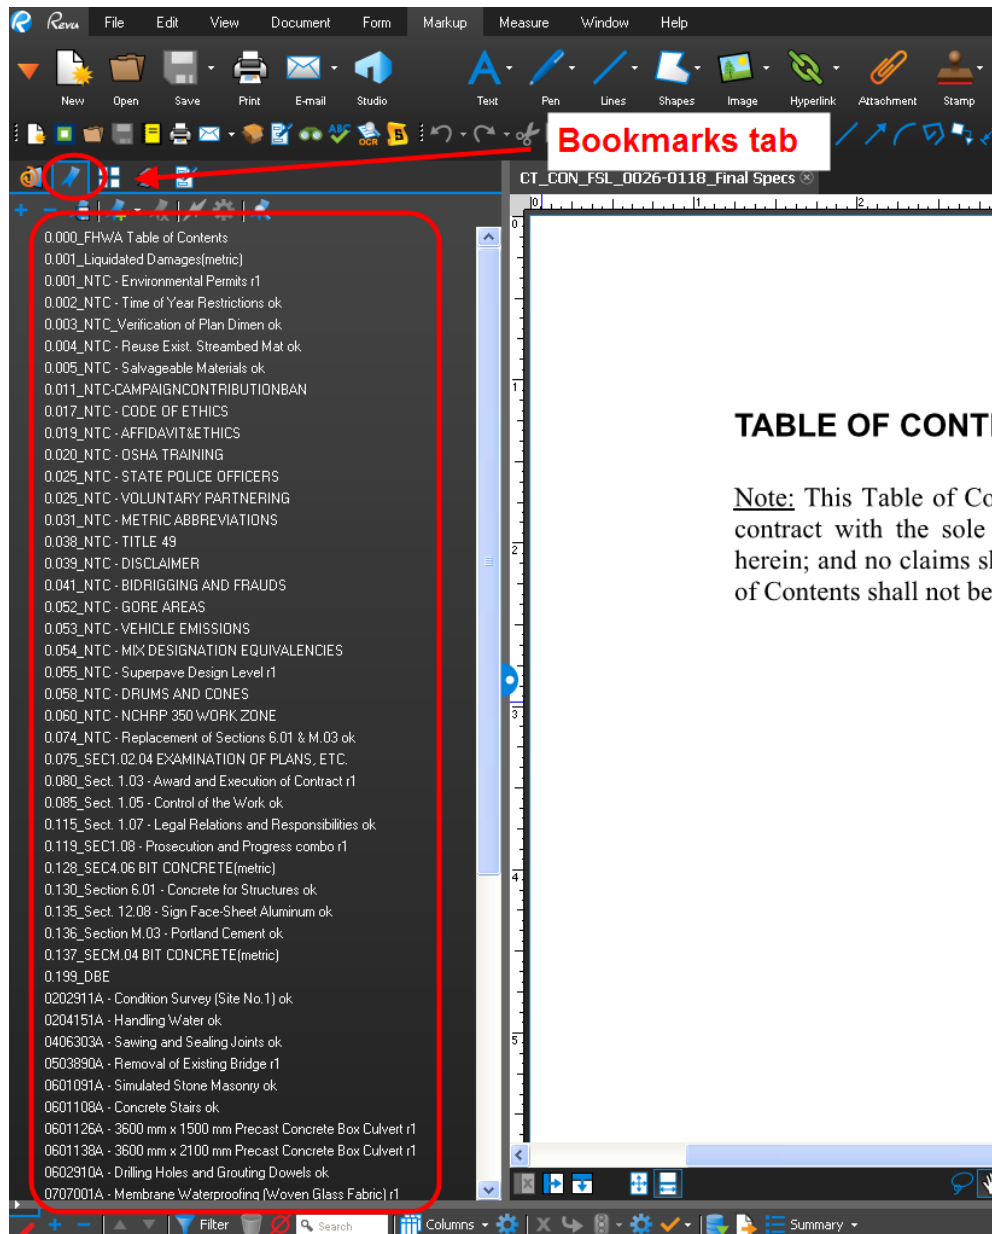 Revu File Edit View Document Form Markup Measure Window Help
New Open Save Print E-mail Studio Text Pen Lines Shapes Image Hyperlink Attachment Stamp
OCR
Bookmarks tab
CT_CON_FSL_0026-0118_Final Specs
0 1 2
0.000_FHWA Table of Contents
0.001_Liquidated Damages(metric)
0.001_NTC - Environmental Permits r1
0.002_NTC - Time of Year Restrictions ok
0.003_NTC_Verification of Plan Dimen ok
0.004_NTC - Reuse Exist. Streambed Mat ok
0.005_NTC - Salvageable Materials ok
0.011_NTC-CAMPAIGNCONTRIBUTIONBAN
0.017_NTC - CODE OF ETHICS
0.019_NTC - AFFIDAVIT&ETHICS
0.020_NTC - OSHA TRAINING
0.025_NTC - STATE POLICE OFFICERS
0.025_NTC - VOLUNTARY PARTNERING
0.031_NTC - METRIC ABBREVIATIONS
0.038_NTC - TITLE 49
0.039_NTC - DISCLAIMER
0.041_NTC - BIDRIGGING AND FRAUDS
0.052_NTC - GORE AREAS
0.053_NTC - VEHICLE EMISSIONS
0.054_NTC - MIX DESIGNATION EQUIVALENCIES
0.055_NTC - Superpave Design Level r1
0.058_NTC - DRUMS AND CONES
0.060_NTC - NCHRP 350 WORK ZONE
0.074_NTC - Replacement of Sections 6.01 & M.03 ok
0.075_SEC1.02.04 EXAMINATION OF PLANS, ETC.
0.080_Sect. 1.03 - Award and Execution of Contract r1
0.085_Sect. 1.05 - Control of the Work ok
0.115_Sect. 1.07 - Legal Relations and Responsibilities ok
0.119_SEC1.08 - Prosecution and Progress combo r1
0.128_SEC4.06 BIT CONCRETE(metric)
0.130_Section 6.01 - Concrete for Structures ok
0.135_Sect. 12.08 - Sign Face-Sheet Aluminum ok
0.136_Section M.03 - Portland Cement ok
0.137_SECM.04 BIT CONCRETE(metric)
0.199_DBE
0202911A - Condition Survey (Site No.1) ok
0204151A - Handling Water ok
0406303A - Sawing and Sealing Joints ok
0503890A - Removal of Existing Bridge r1
0601091A - Simulated Stone Masonry ok
0601108A - Concrete Stairs ok
0601126A - 3600 mm x 1500 mm Precast Concrete Box Culvert r1
0601138A - 3600 mm x 2100 mm Precast Concrete Box Culvert r1
0602910A - Drilling Holes and Grouting Dowels ok
0707001A - Membrane Waterproofing (Woven Glass Fabric) r1
0
1
2
3
4
5
TABLE OF CONT
Note: This Table of Co
contract with the sole
herein; and no claims s
of Contents shall not be
Filter Search Columns Summary